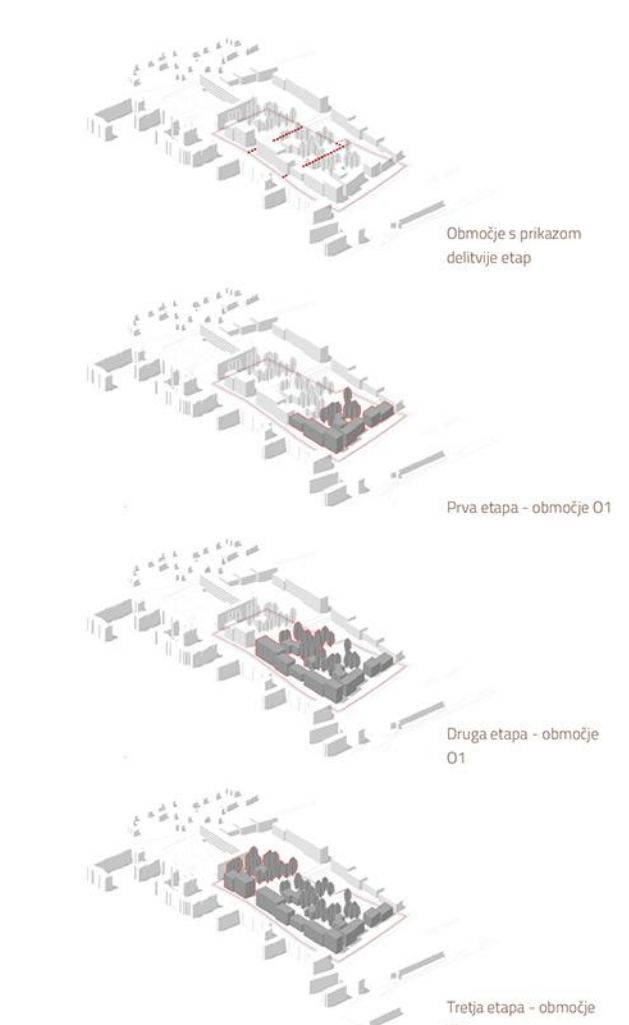 Območje s prikazom
delitvije etap
Prva etapa - območje O1
Druga etapa - območje
O1
Tretja etapa - območje